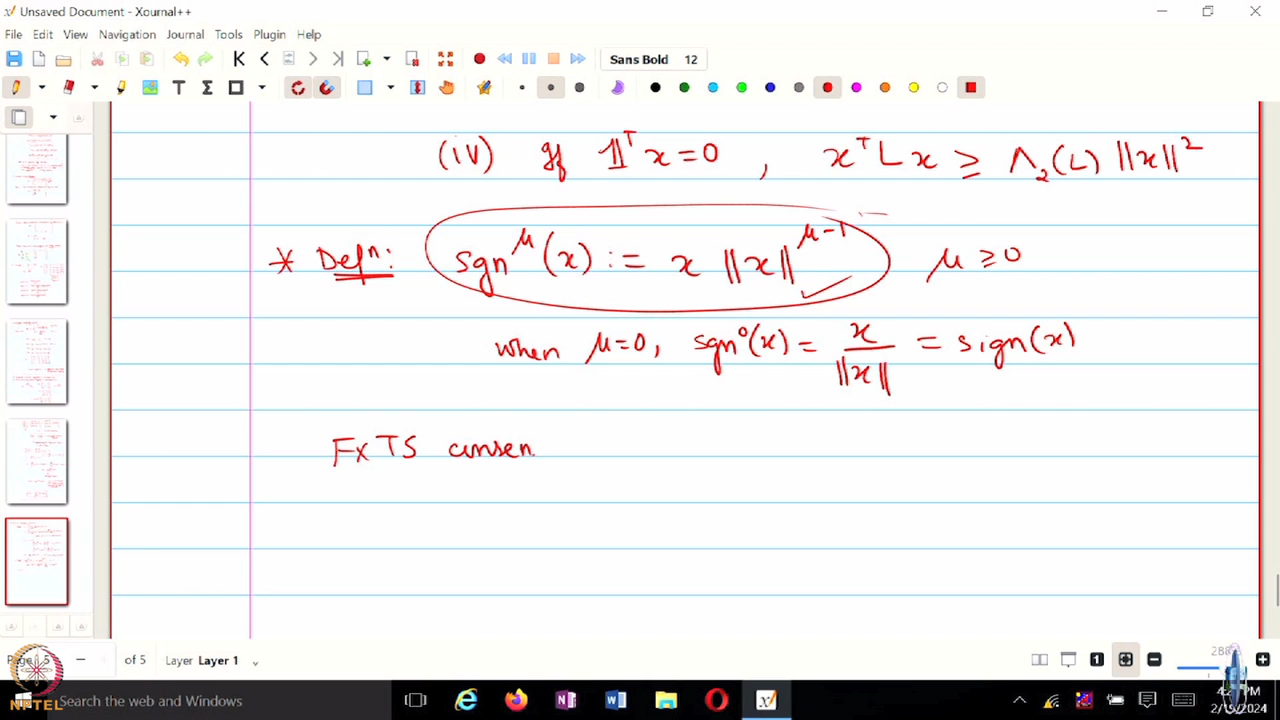 Unsaved Document - Xournal++
File Edit View Navigation Journal Tools Plugin Help
Sans Bold 12
(iv) If 𝟙ᵀx=0 , xᵀLx ≥ Λ₂(L) ||x||²
* Defⁿ: sgn^μ(x) := x ||x||^{μ-1} μ ≥ 0
when μ=0, sgn⁰(x) = x/||x|| = sign(x)
FxTS consen
of 5 Layer Layer 1
Search the web and Windows
NPTEL